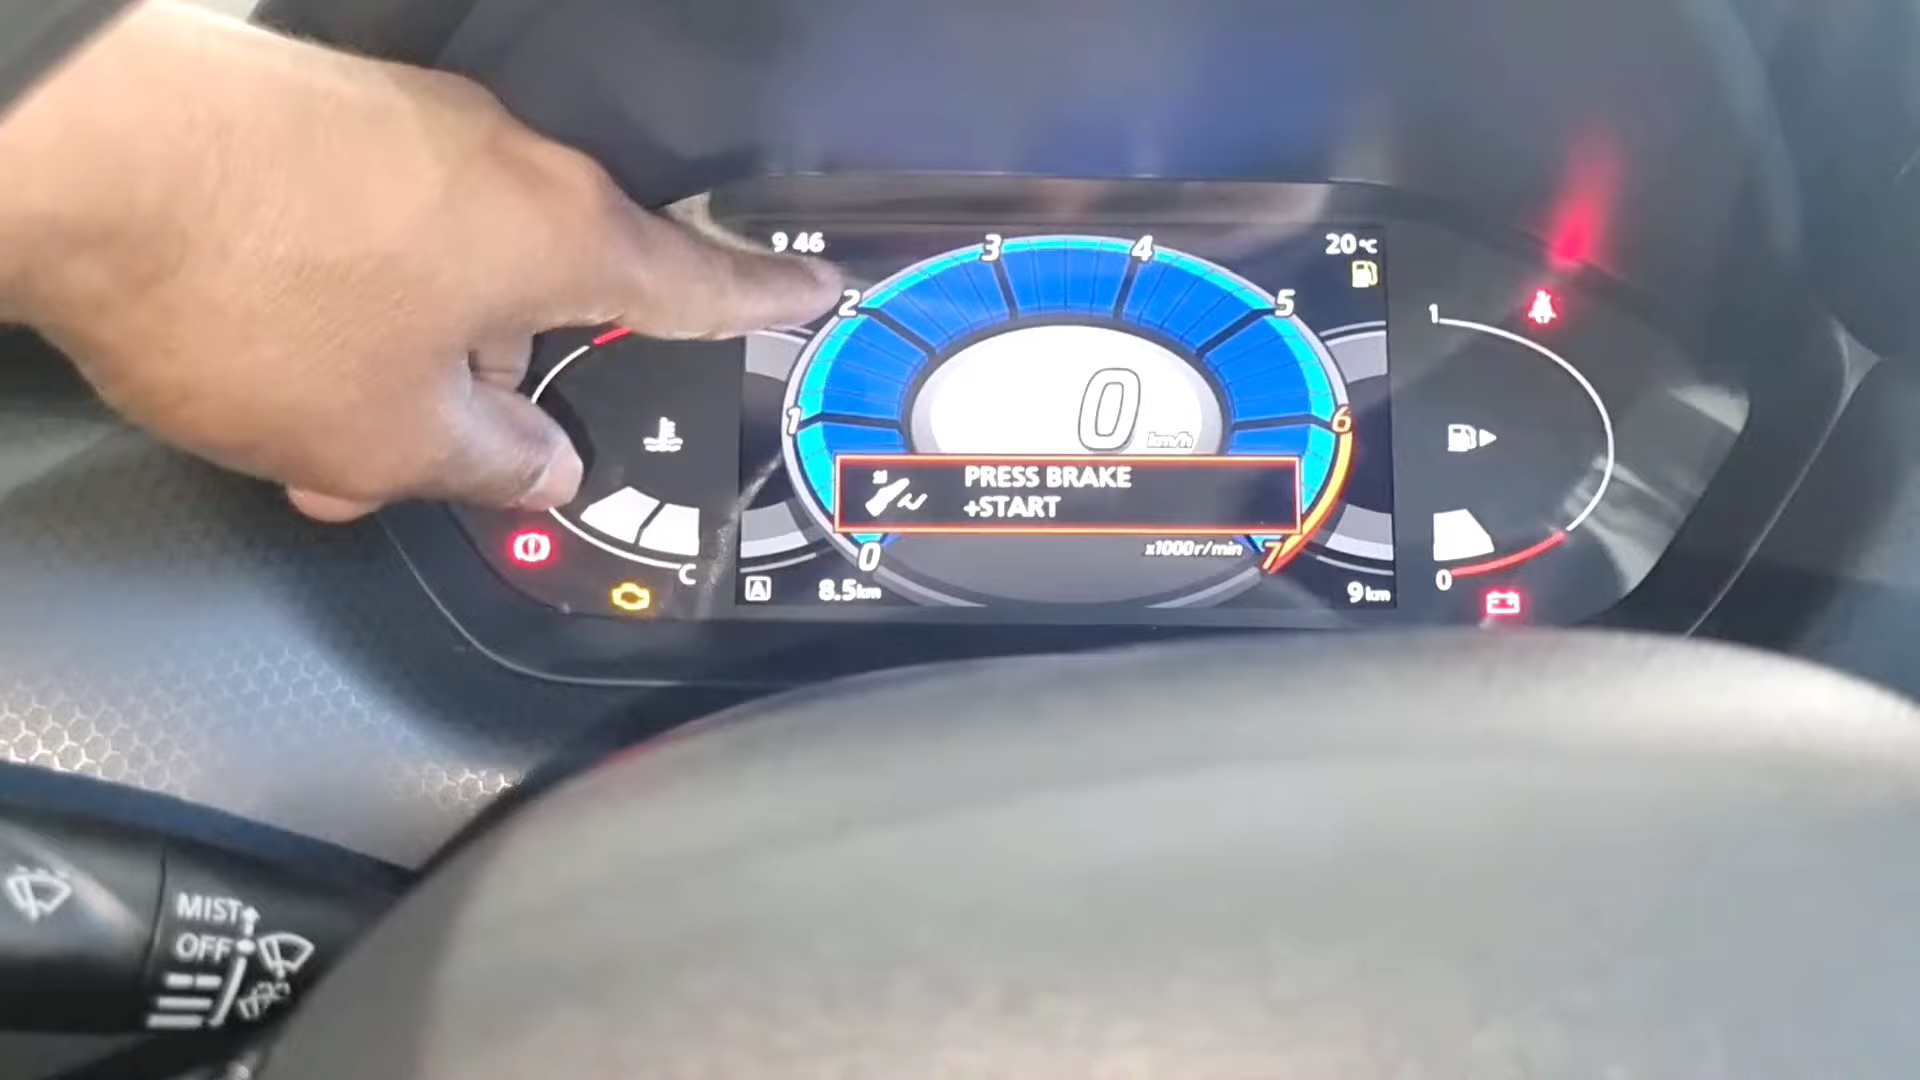 9 46
20°C
3
4
2
5
1
6
0
km/h
PRESS BRAKE
+START
0
x1000r/min
7
8.5km
9km
A
C
1
0
MIST
OFF